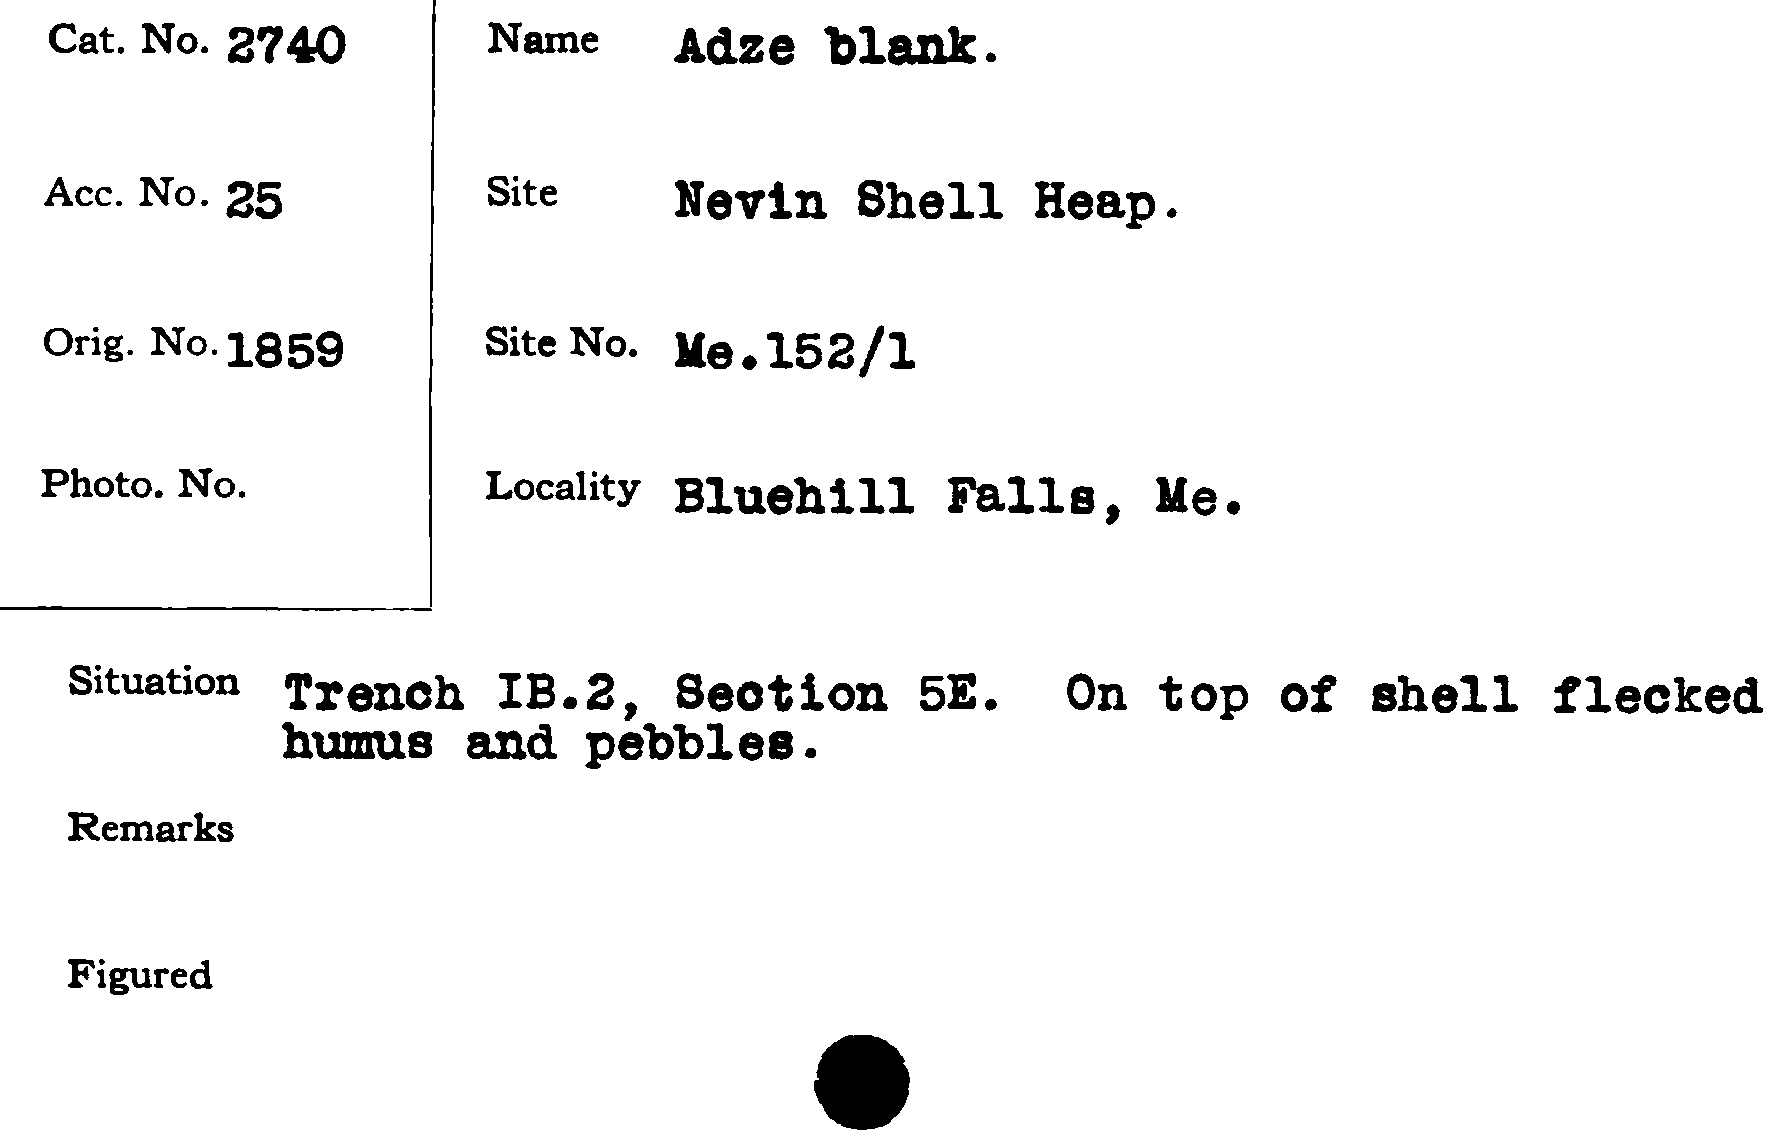 Cat. No. 2740
Acc. No. 25
Orig. No. 1859
Photo. No.
Name Adze blank.
Site Nevin Shell Heap.
Site No. Me.152/1
Locality Bluehill Falls, Me.
Situation Trench IB.2, Section 5E. On top of shell flecked
humus and pebbles.
Remarks
Figured